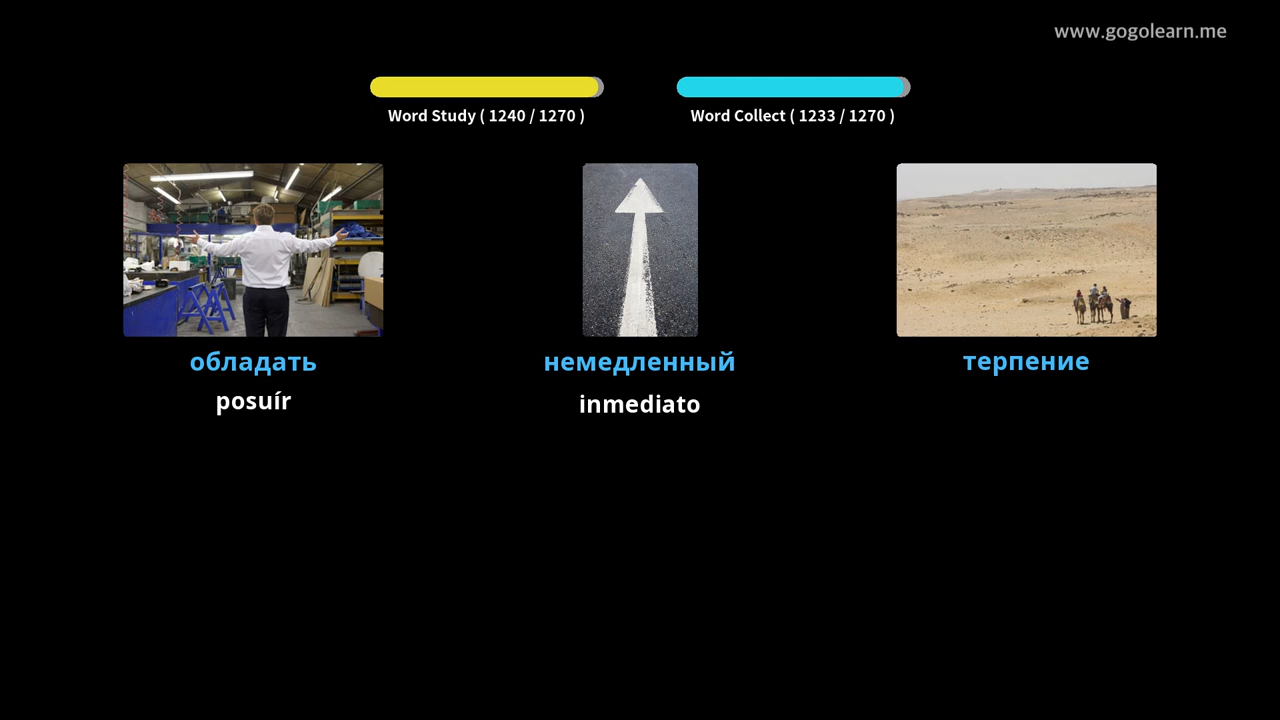 www.gogolearn.me
Word Study ( 1240 / 1270 )
Word Collect ( 1233 / 1270 )
обладать
немедленный
терпение
posuír
inmediato